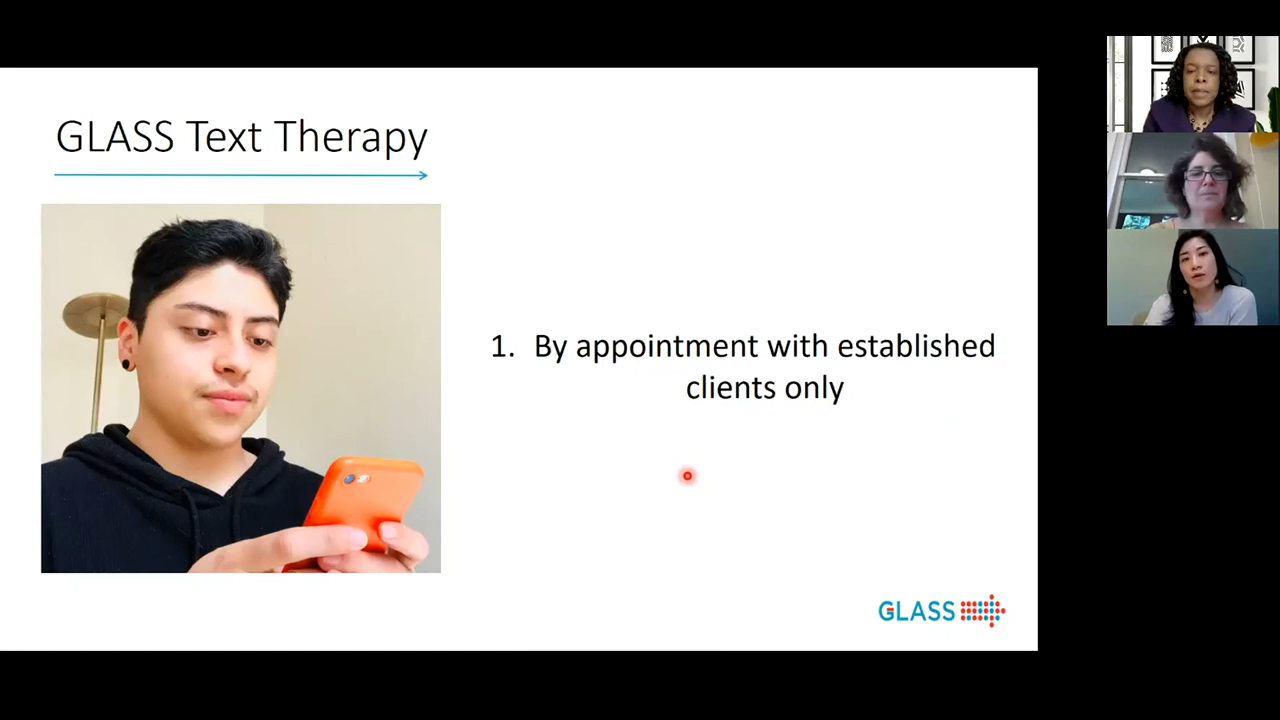 GLASS Text Therapy
1. By appointment with established
clients only
GLASS